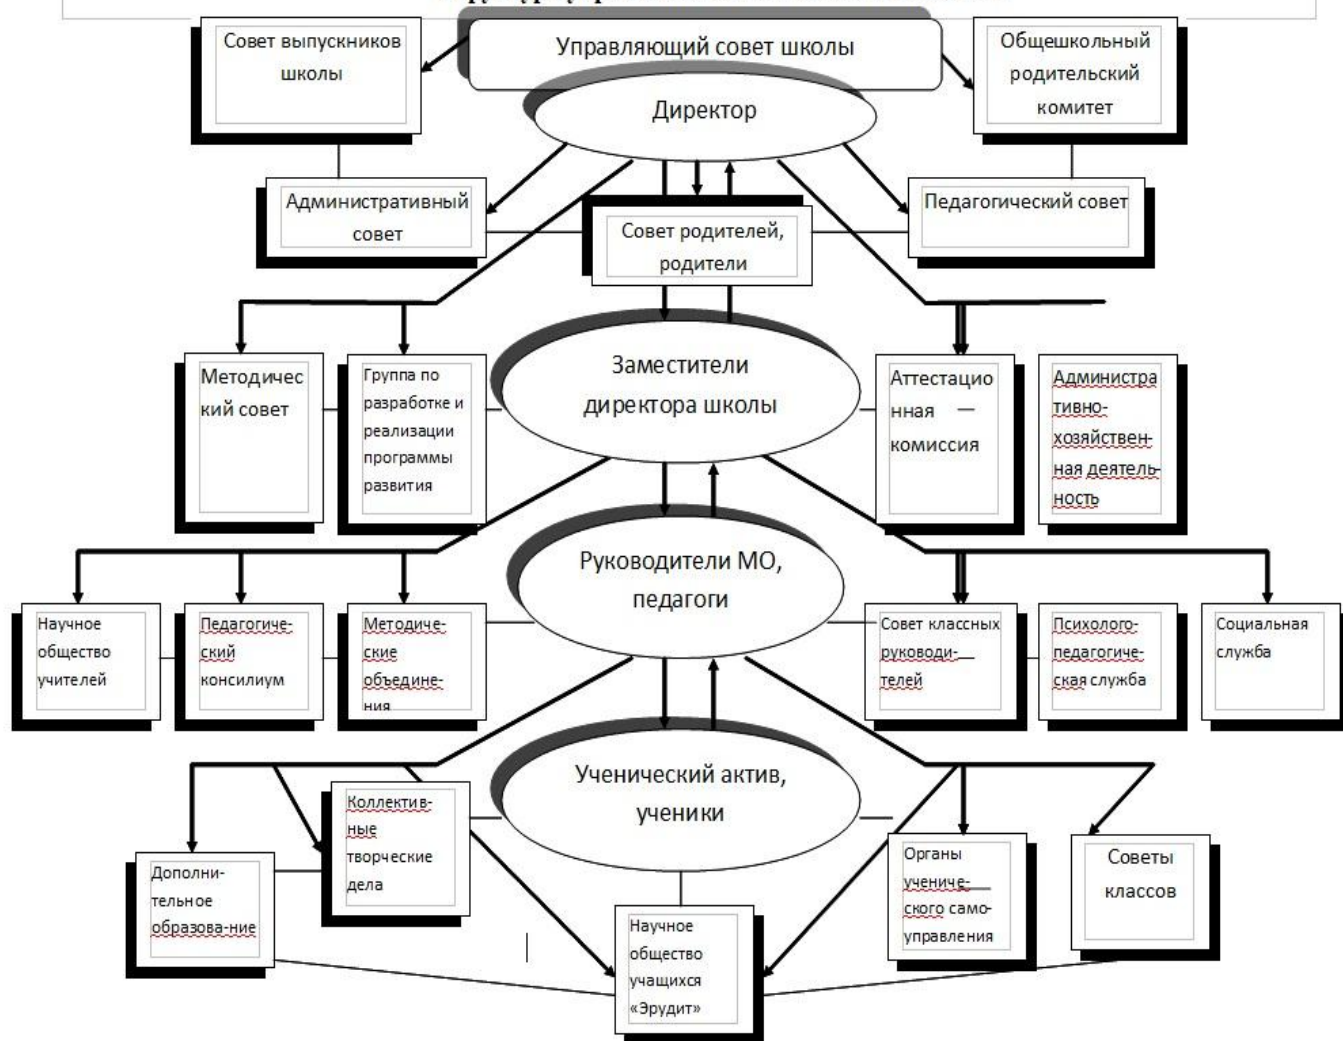 Совет выпускников
школы
Управляющий совет школы
Общешкольный
родительский
комитет
Директор
Административный
совет
Совет родителей,
родители
Педагогический совет
Методичес
кий совет
Группа по
разработке и
реализации
программы
развития
Заместители
директора школы
Аттестацио
нная
комиссия
Администра
тивно-
хозяйствен-
ная деятель-
ность
Руководители МО,
педагоги
Научное
общество
учителей
Педагогиче-
ский
консилиум
Методиче-
ские
объедине-
ния
Совет классных
руководи-
телей
Психолого-
педагогиче-
ская служба
Социальная
служба
Ученический актив,
ученики
Дополни-
тельное
образова-ние
Коллектив-
ные
творческие
дела
Научное
общество
учащихся
«Эрудит»
Органы
учениче-
ского само-
управления
Советы
классов